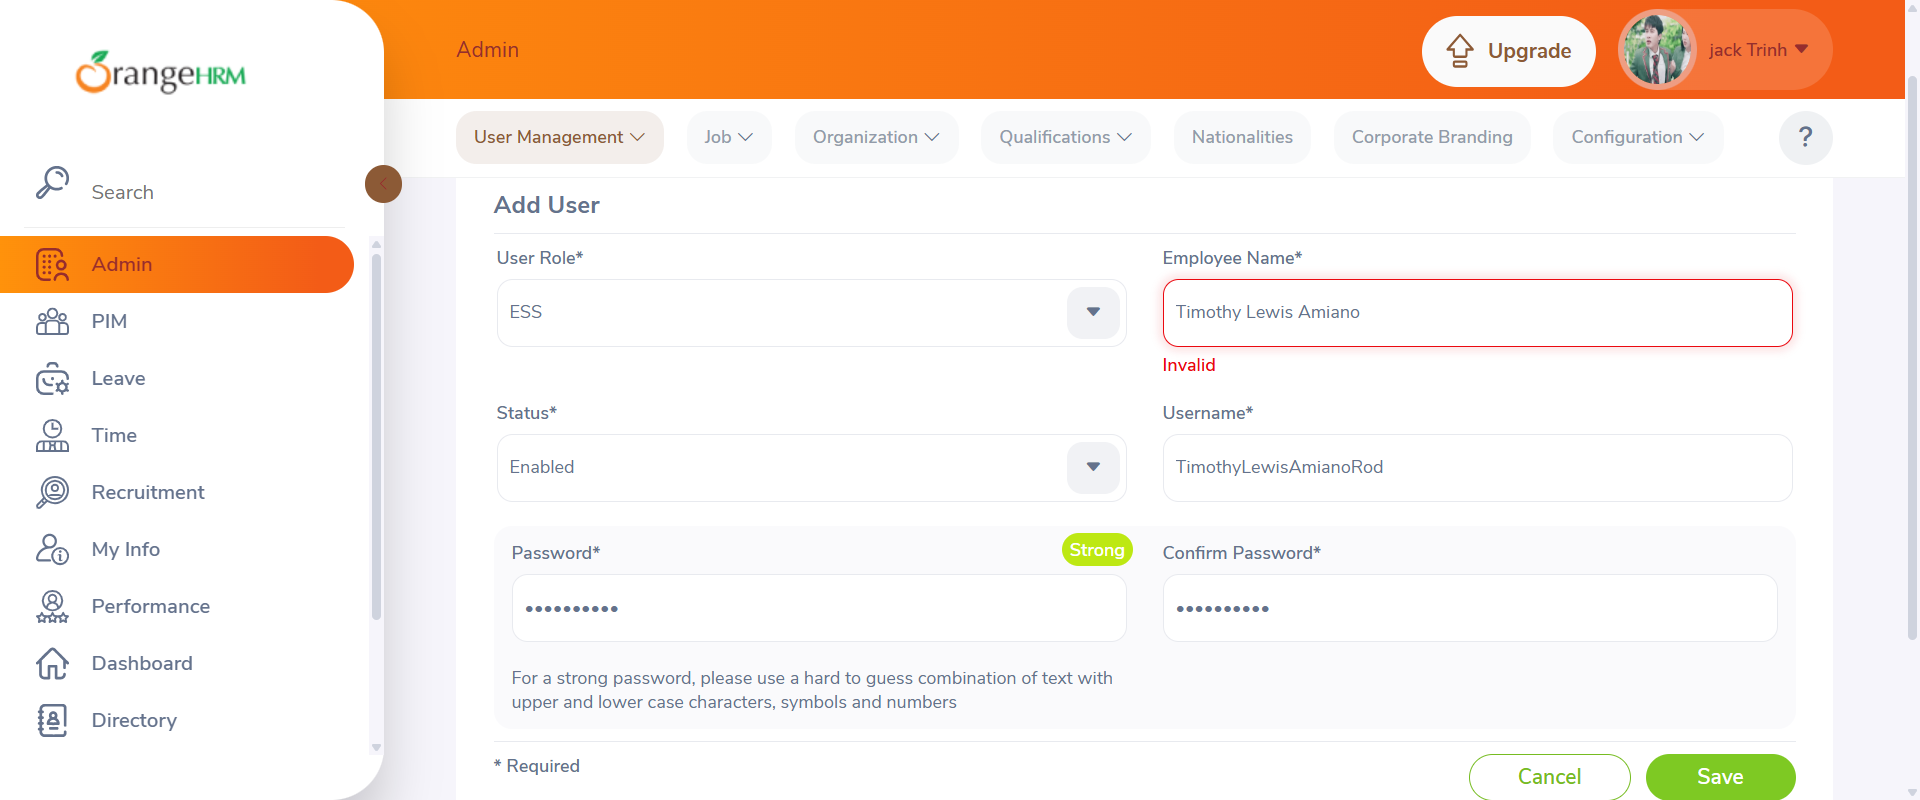 OrangeHRM
Search
Admin
PIM
Leave
Time
Recruitment
My Info
Performance
Dashboard
Directory
Admin
Upgrade
jack Trinh
User Management
Job
Organization
Qualifications
Nationalities
Corporate Branding
Configuration
?
Add User
User Role*
ESS
Employee Name*
Timothy Lewis Amiano
Invalid
Status*
Enabled
Username*
TimothyLewisAmianoRod
Password*
Strong
••••••••••
For a strong password, please use a hard to guess combination of text with
upper and lower case characters, symbols and numbers
Confirm Password*
••••••••••
* Required
Cancel
Save